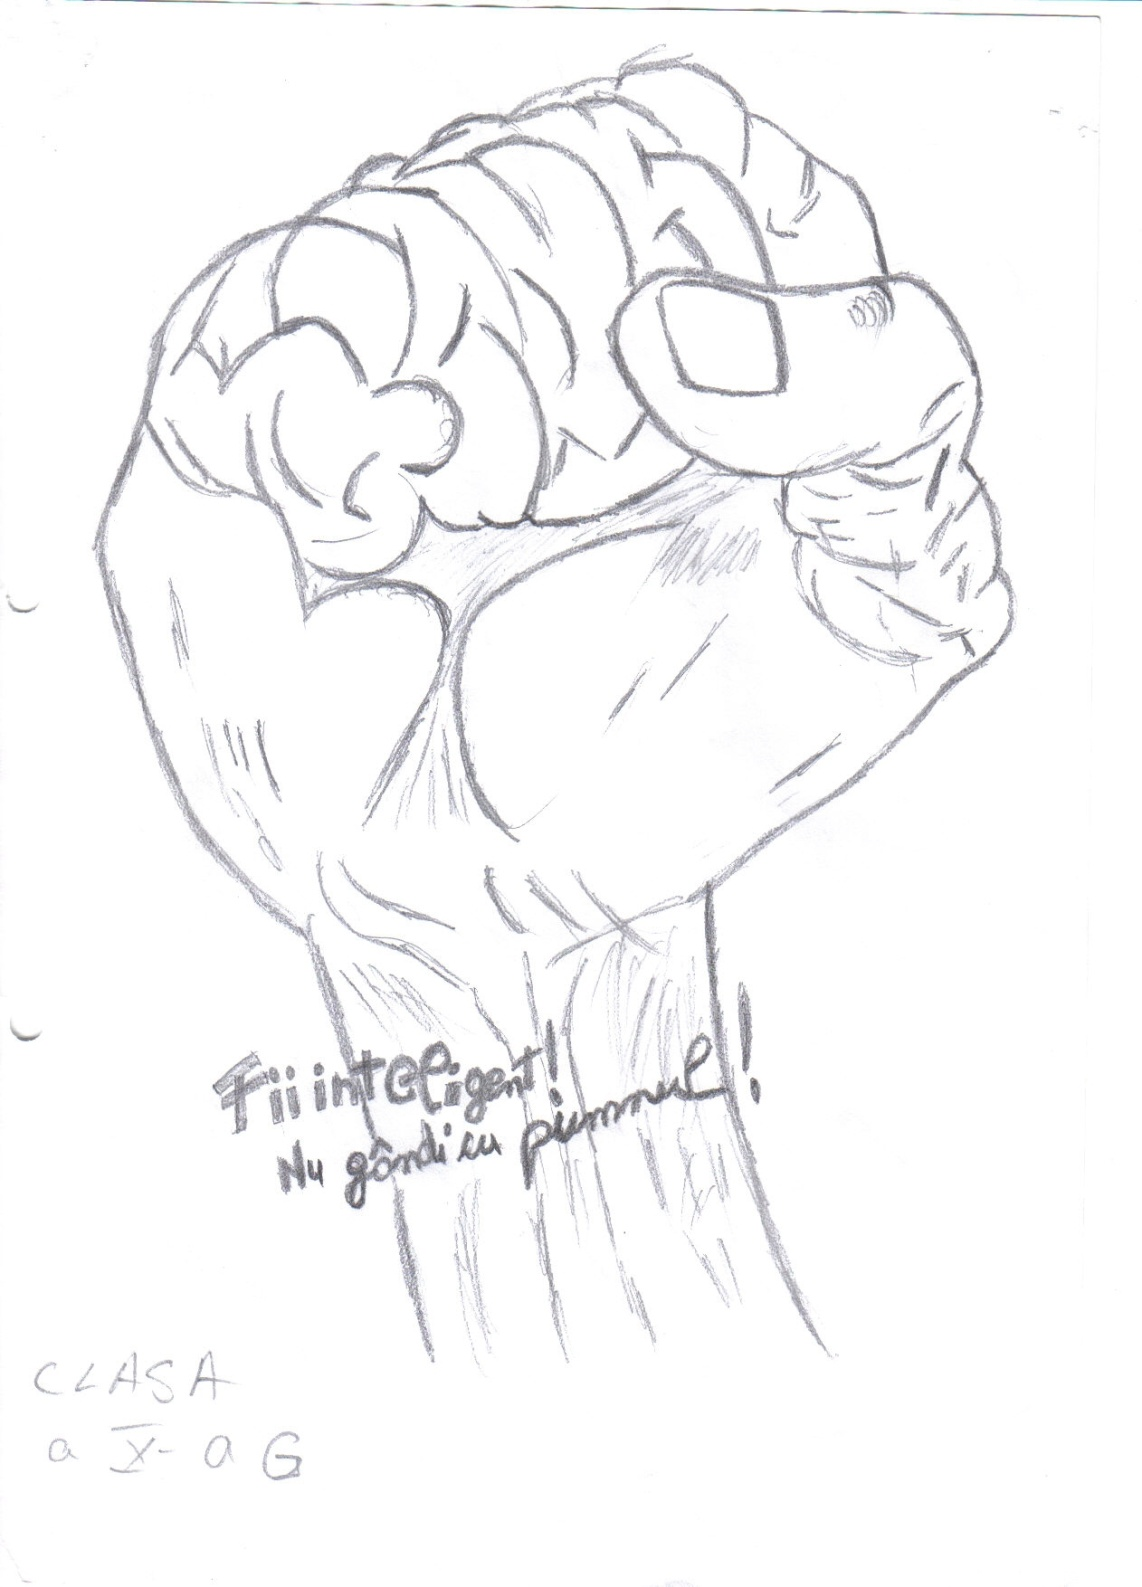 Fii inteligent!
Nu gândi cu pumnul!
CLASA
a X-a G